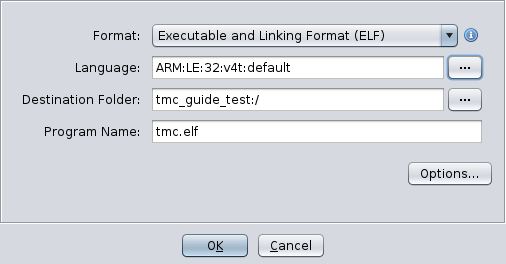 Format: Executable and Linking Format (ELF)
Language: ARM:LE:32:v4t:default ...
Destination Folder: tmc_guide_test:/ ...
Program Name: tmc.elf
Options...
OK Cancel